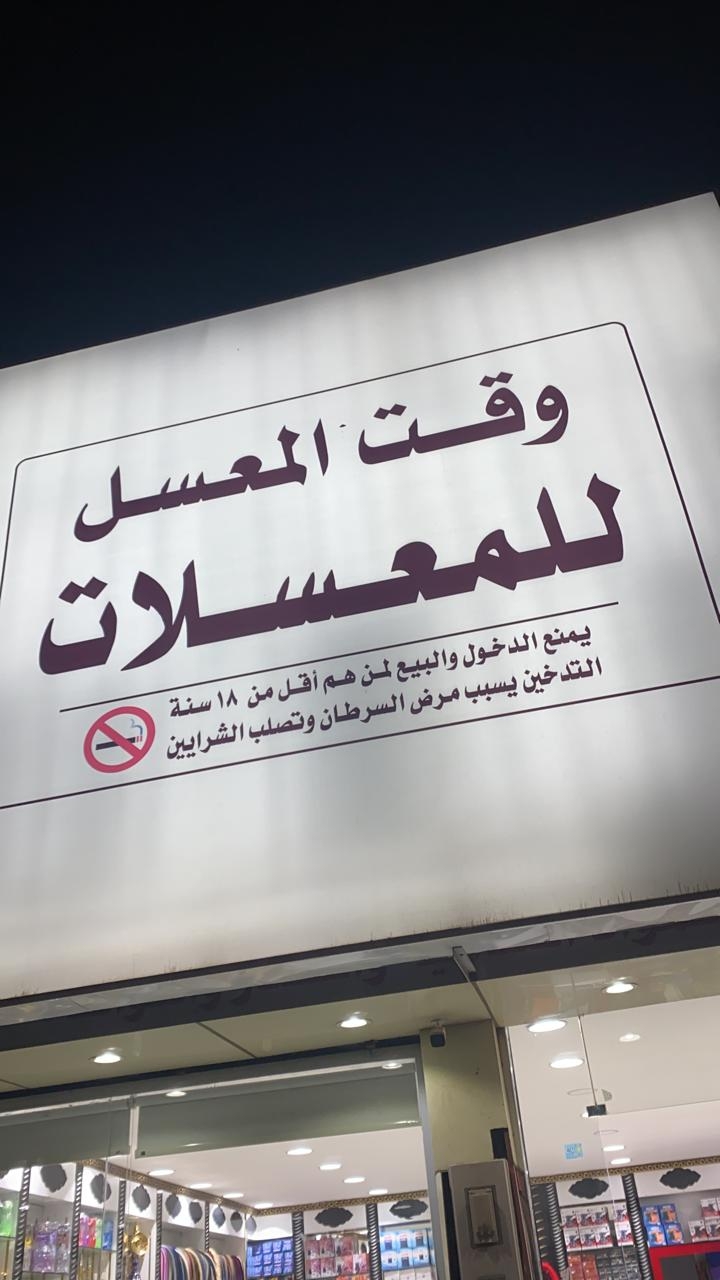 وقت المعسل
للمعسلات
يمنع الدخول والبيع لمن هم أقل من ١٨ سنة
التدخين يسبب مرض السرطان وتصلب الشرايين